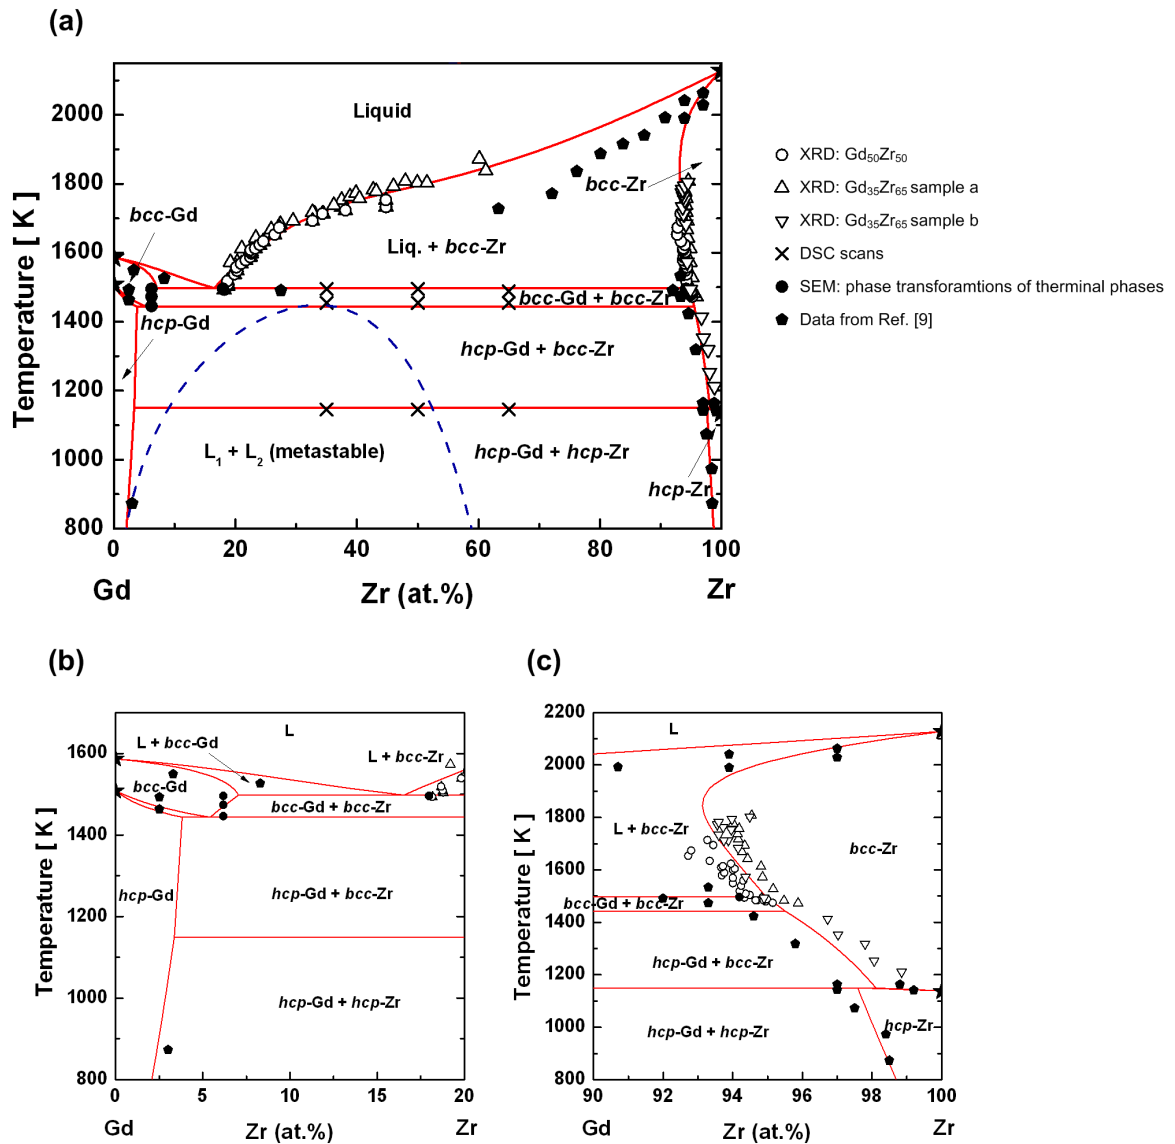 (a)
Temperature [ K ]
2000
1800
1600
1400
1200
1000
800
0
20
40
60
80
100
Gd
Zr (at.%)
Zr
Liquid
bcc-Zr
bcc-Gd
Liq. + bcc-Zr
bcc-Gd + bcc-Zr
hcp-Gd
hcp-Gd + bcc-Zr
L1 + L2 (metastable)
hcp-Gd + hcp-Zr
hcp-Zr
XRD: Gd50Zr50
XRD: Gd35Zr65 sample a
XRD: Gd35Zr65 sample b
DSC scans
SEM: phase transforamtions of therminal phases
Data from Ref. [9]
(b)
Temperature [ K ]
1600
1400
1200
1000
800
0
5
10
15
20
Gd
Zr (at.%)
Zr
L
L + bcc-Gd
L + bcc-Zr
bcc-Gd
bcc-Gd + bcc-Zr
hcp-Gd
hcp-Gd + bcc-Zr
hcp-Gd + hcp-Zr
(c)
Temperature [ K ]
2200
2000
1800
1600
1400
1200
1000
800
90
92
94
96
98
100
Gd
Zr (at.%)
Zr
L
L + bcc-Zr
bcc-Zr
bcc-Gd + bcc-Zr
hcp-Gd + bcc-Zr
hcp-Gd + hcp-Zr
hcp-Zr